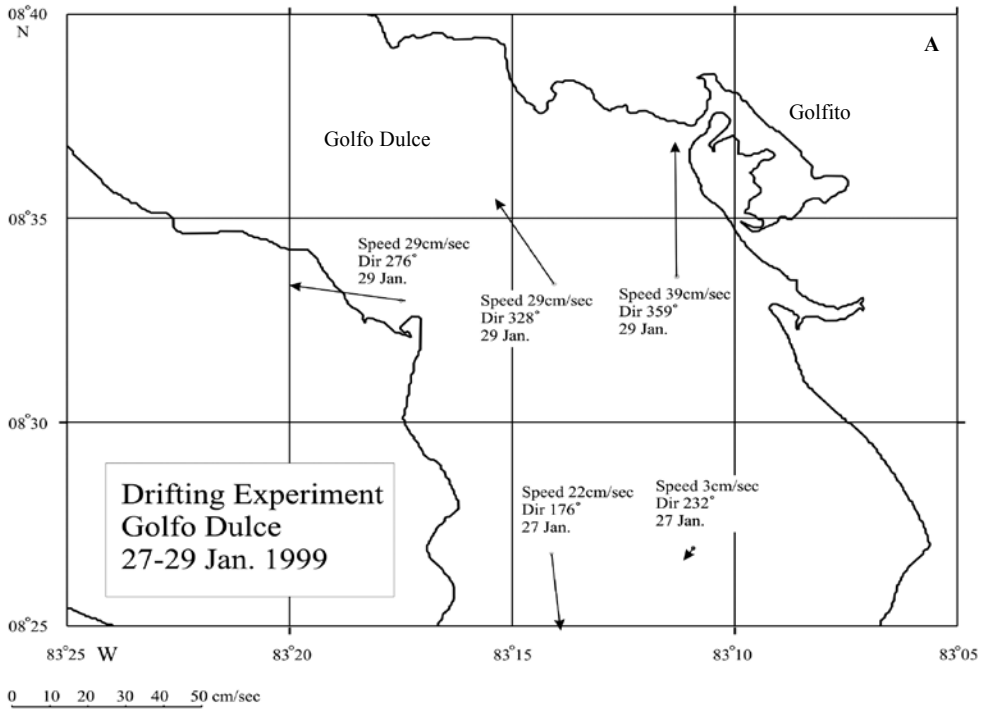 08°40
N
A
Golfito
Golfo Dulce
08°35
Speed 29cm/sec
Dir 276°
29 Jan.
Speed 29cm/sec
Dir 328°
29 Jan.
Speed 39cm/sec
Dir 359°
29 Jan.
08°30
Drifting Experiment
Golfo Dulce
27-29 Jan. 1999
Speed 22cm/sec
Dir 176°
27 Jan.
Speed 3cm/sec
Dir 232°
27 Jan.
08°25
83°25 W 83°20 83°15 83°10 83°05
0 10 20 30 40 50 cm/sec